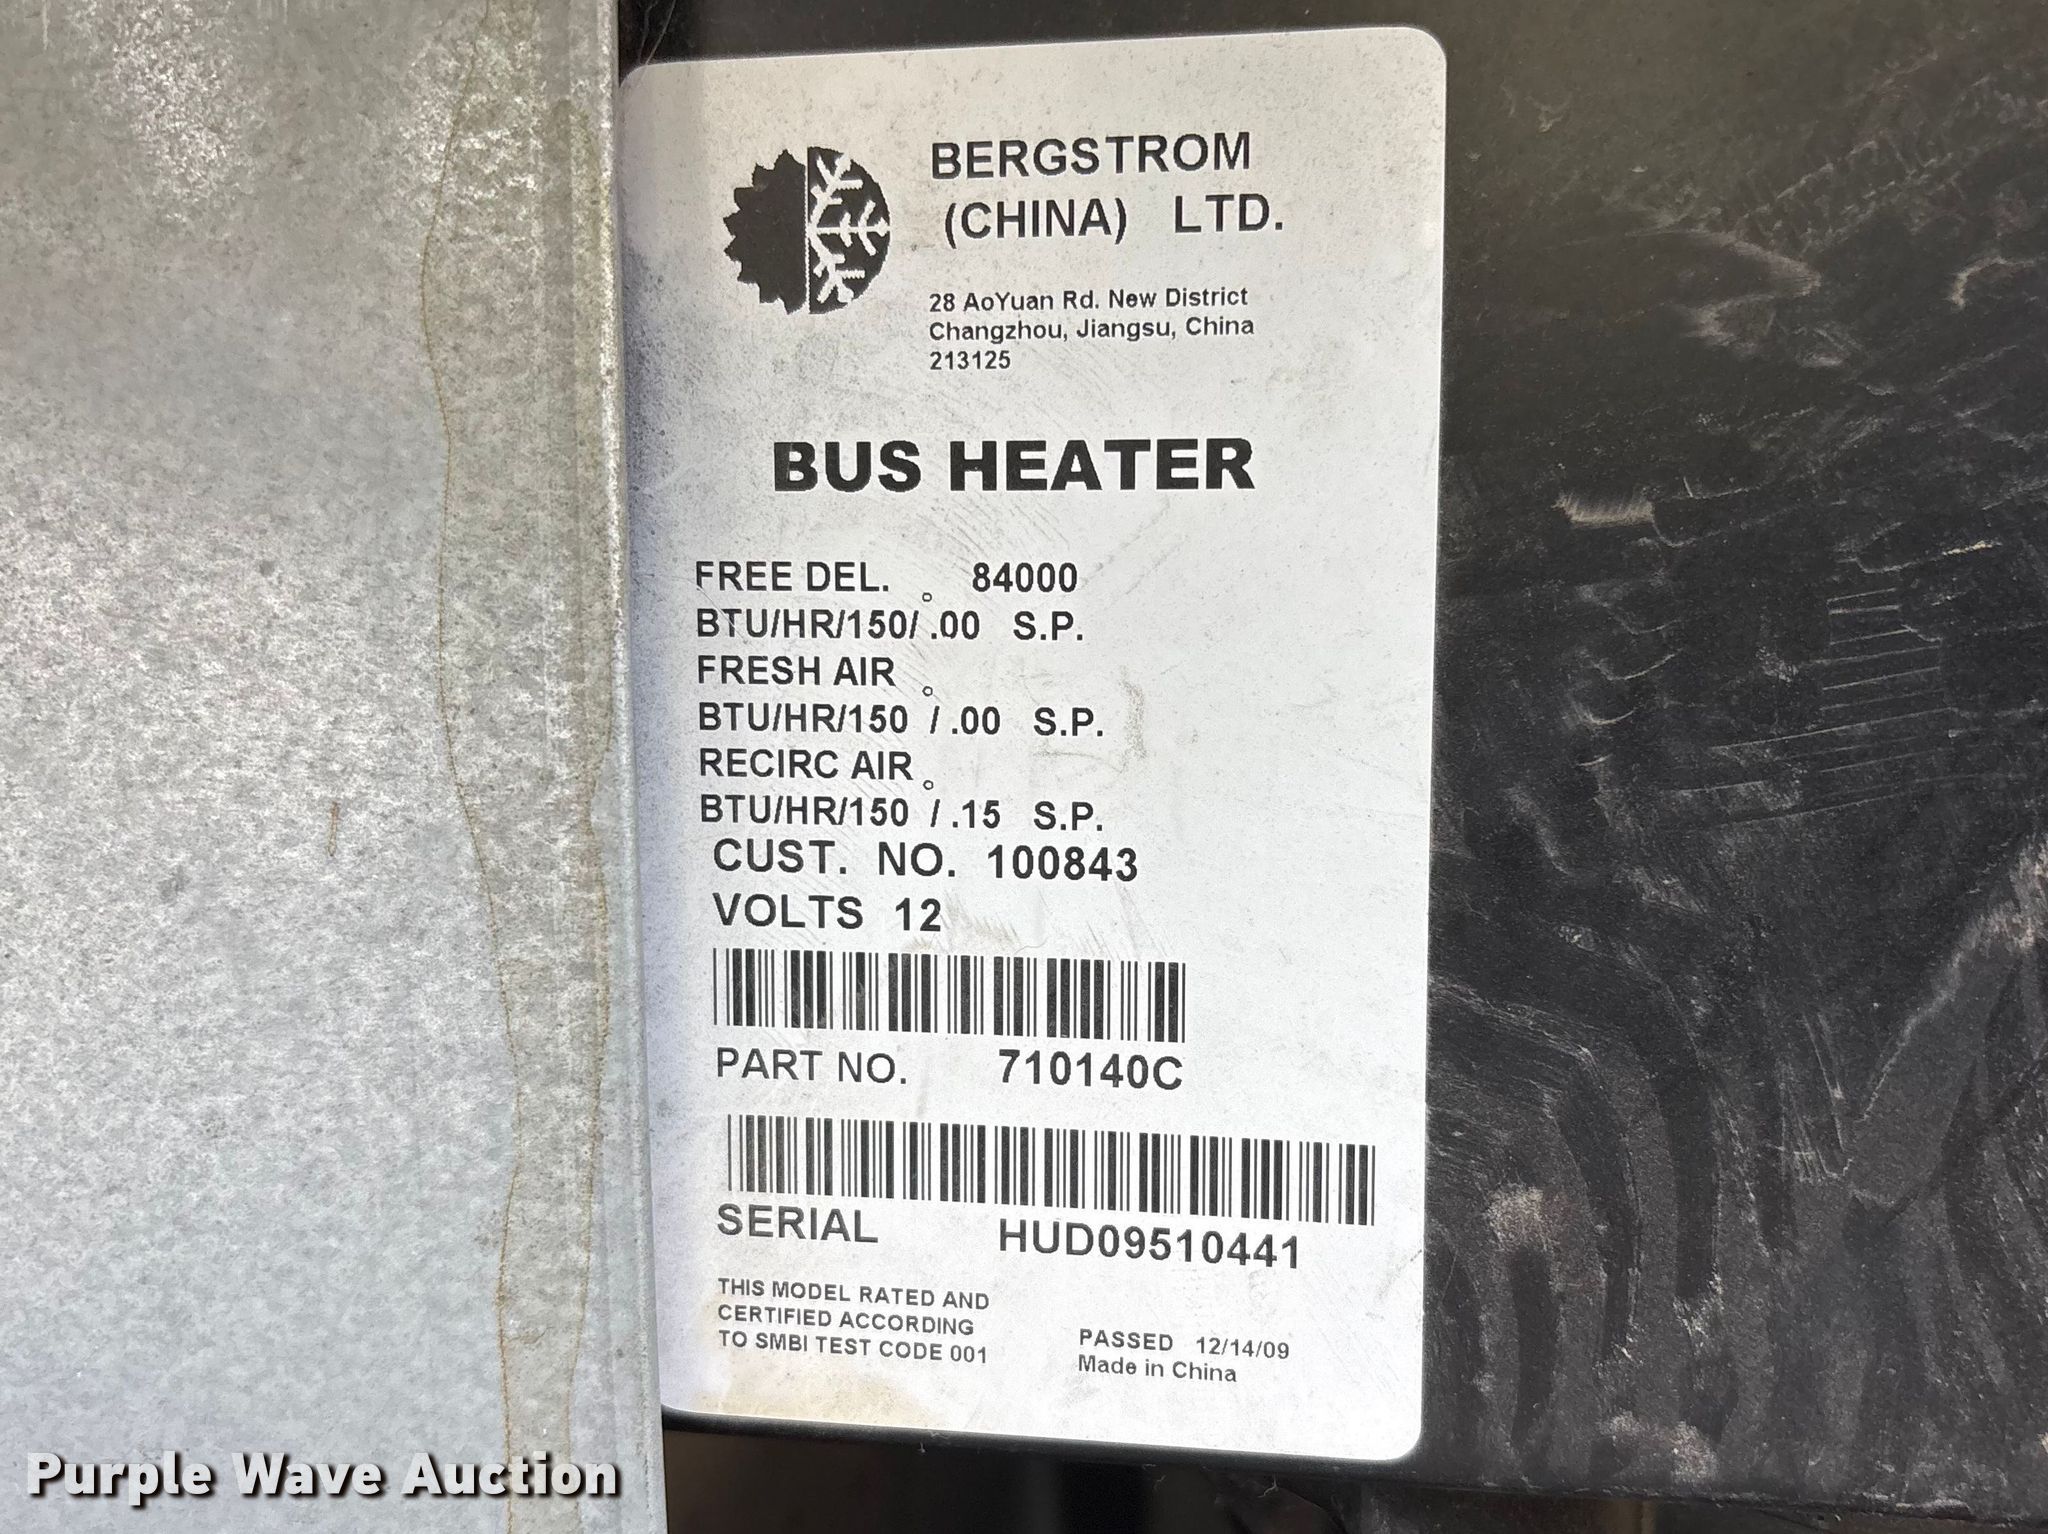 BERGSTROM
(CHINA) LTD.
28 AoYuan Rd. New District
Changzhou, Jiangsu, China
213125
BUS HEATER
FREE DEL. 84000
BTU/HR/150°/ .00 S.P.
FRESH AIR
BTU/HR/150° / .00 S.P.
RECIRC AIR
BTU/HR/150° / .15 S.P.
CUST. NO. 100843
VOLTS 12
PART NO. 710140C
SERIAL HUD09510441
THIS MODEL RATED AND
CERTIFIED ACCORDING
TO SMBI TEST CODE 001
PASSED 12/14/09
Made in China
Purple Wave Auction